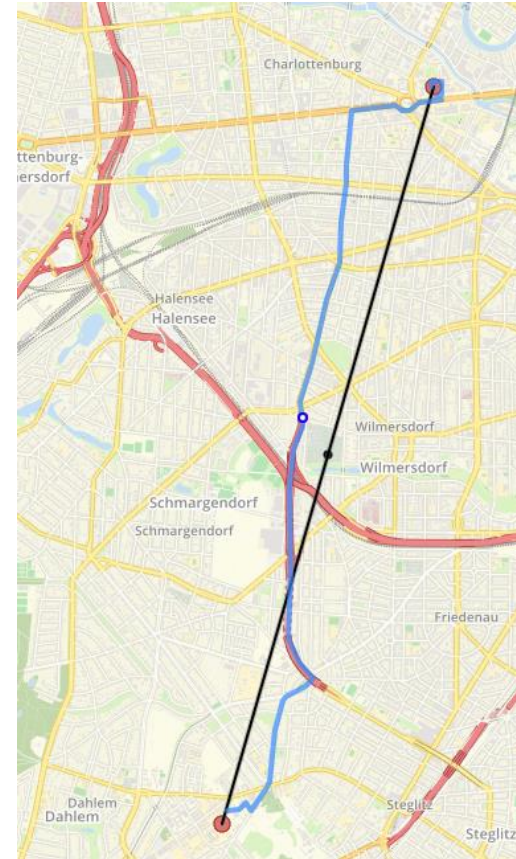 Charlottenburg
ttenburg-
ersdorf
Halensee
Halensee
Wilmersdorf
Wilmersdorf
Schmargendorf
Schmargendorf
Friedenau
Dahlem
Dahlem
Steglitz
Steglitz